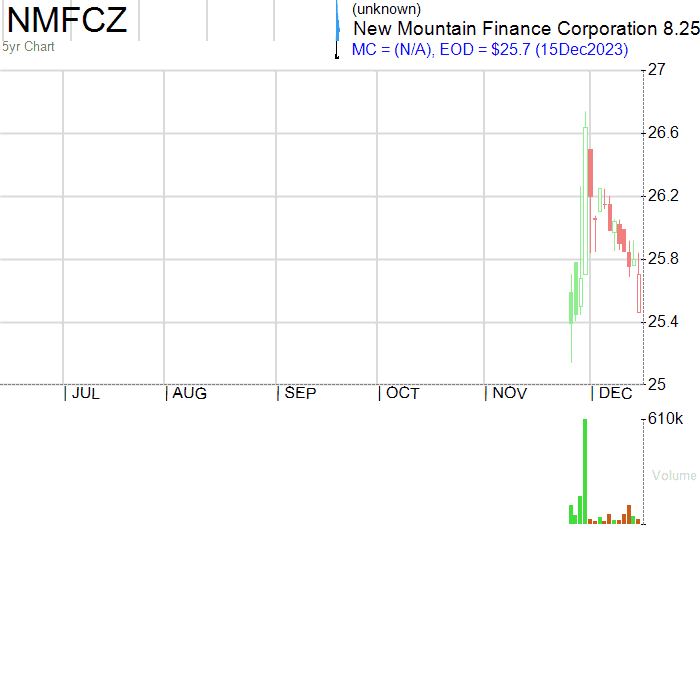 NMFCZ
5yr Chart
(unknown)
New Mountain Finance Corporation 8.25
MC = (N/A), EOD = $25.7 (15Dec2023)
27
26.6
26.2
25.8
25.4
25
| JUL | AUG | SEP | OCT | NOV | DEC
610k
Volume